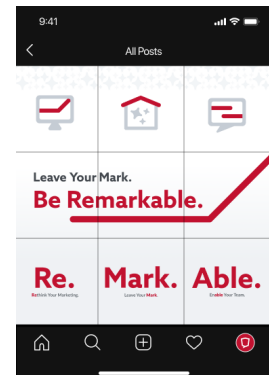 9:41
All Posts
Leave Your Mark.
Be Remarkable.
Re. Mark. Able.
Rethink Your Marketing. Leave Your Mark. Enable Your Team.